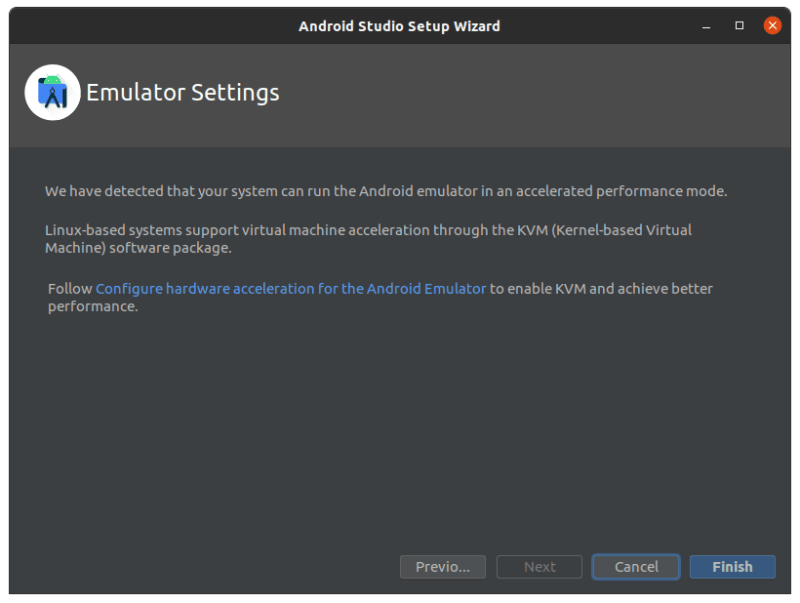 Android Studio Setup Wizard
Emulator Settings
We have detected that your system can run the Android emulator in an accelerated performance mode.
Linux-based systems support virtual machine acceleration through the KVM (Kernel-based Virtual
Machine) software package.
Follow Configure hardware acceleration for the Android Emulator to enable KVM and achieve better
performance.
Previo... Next Cancel Finish